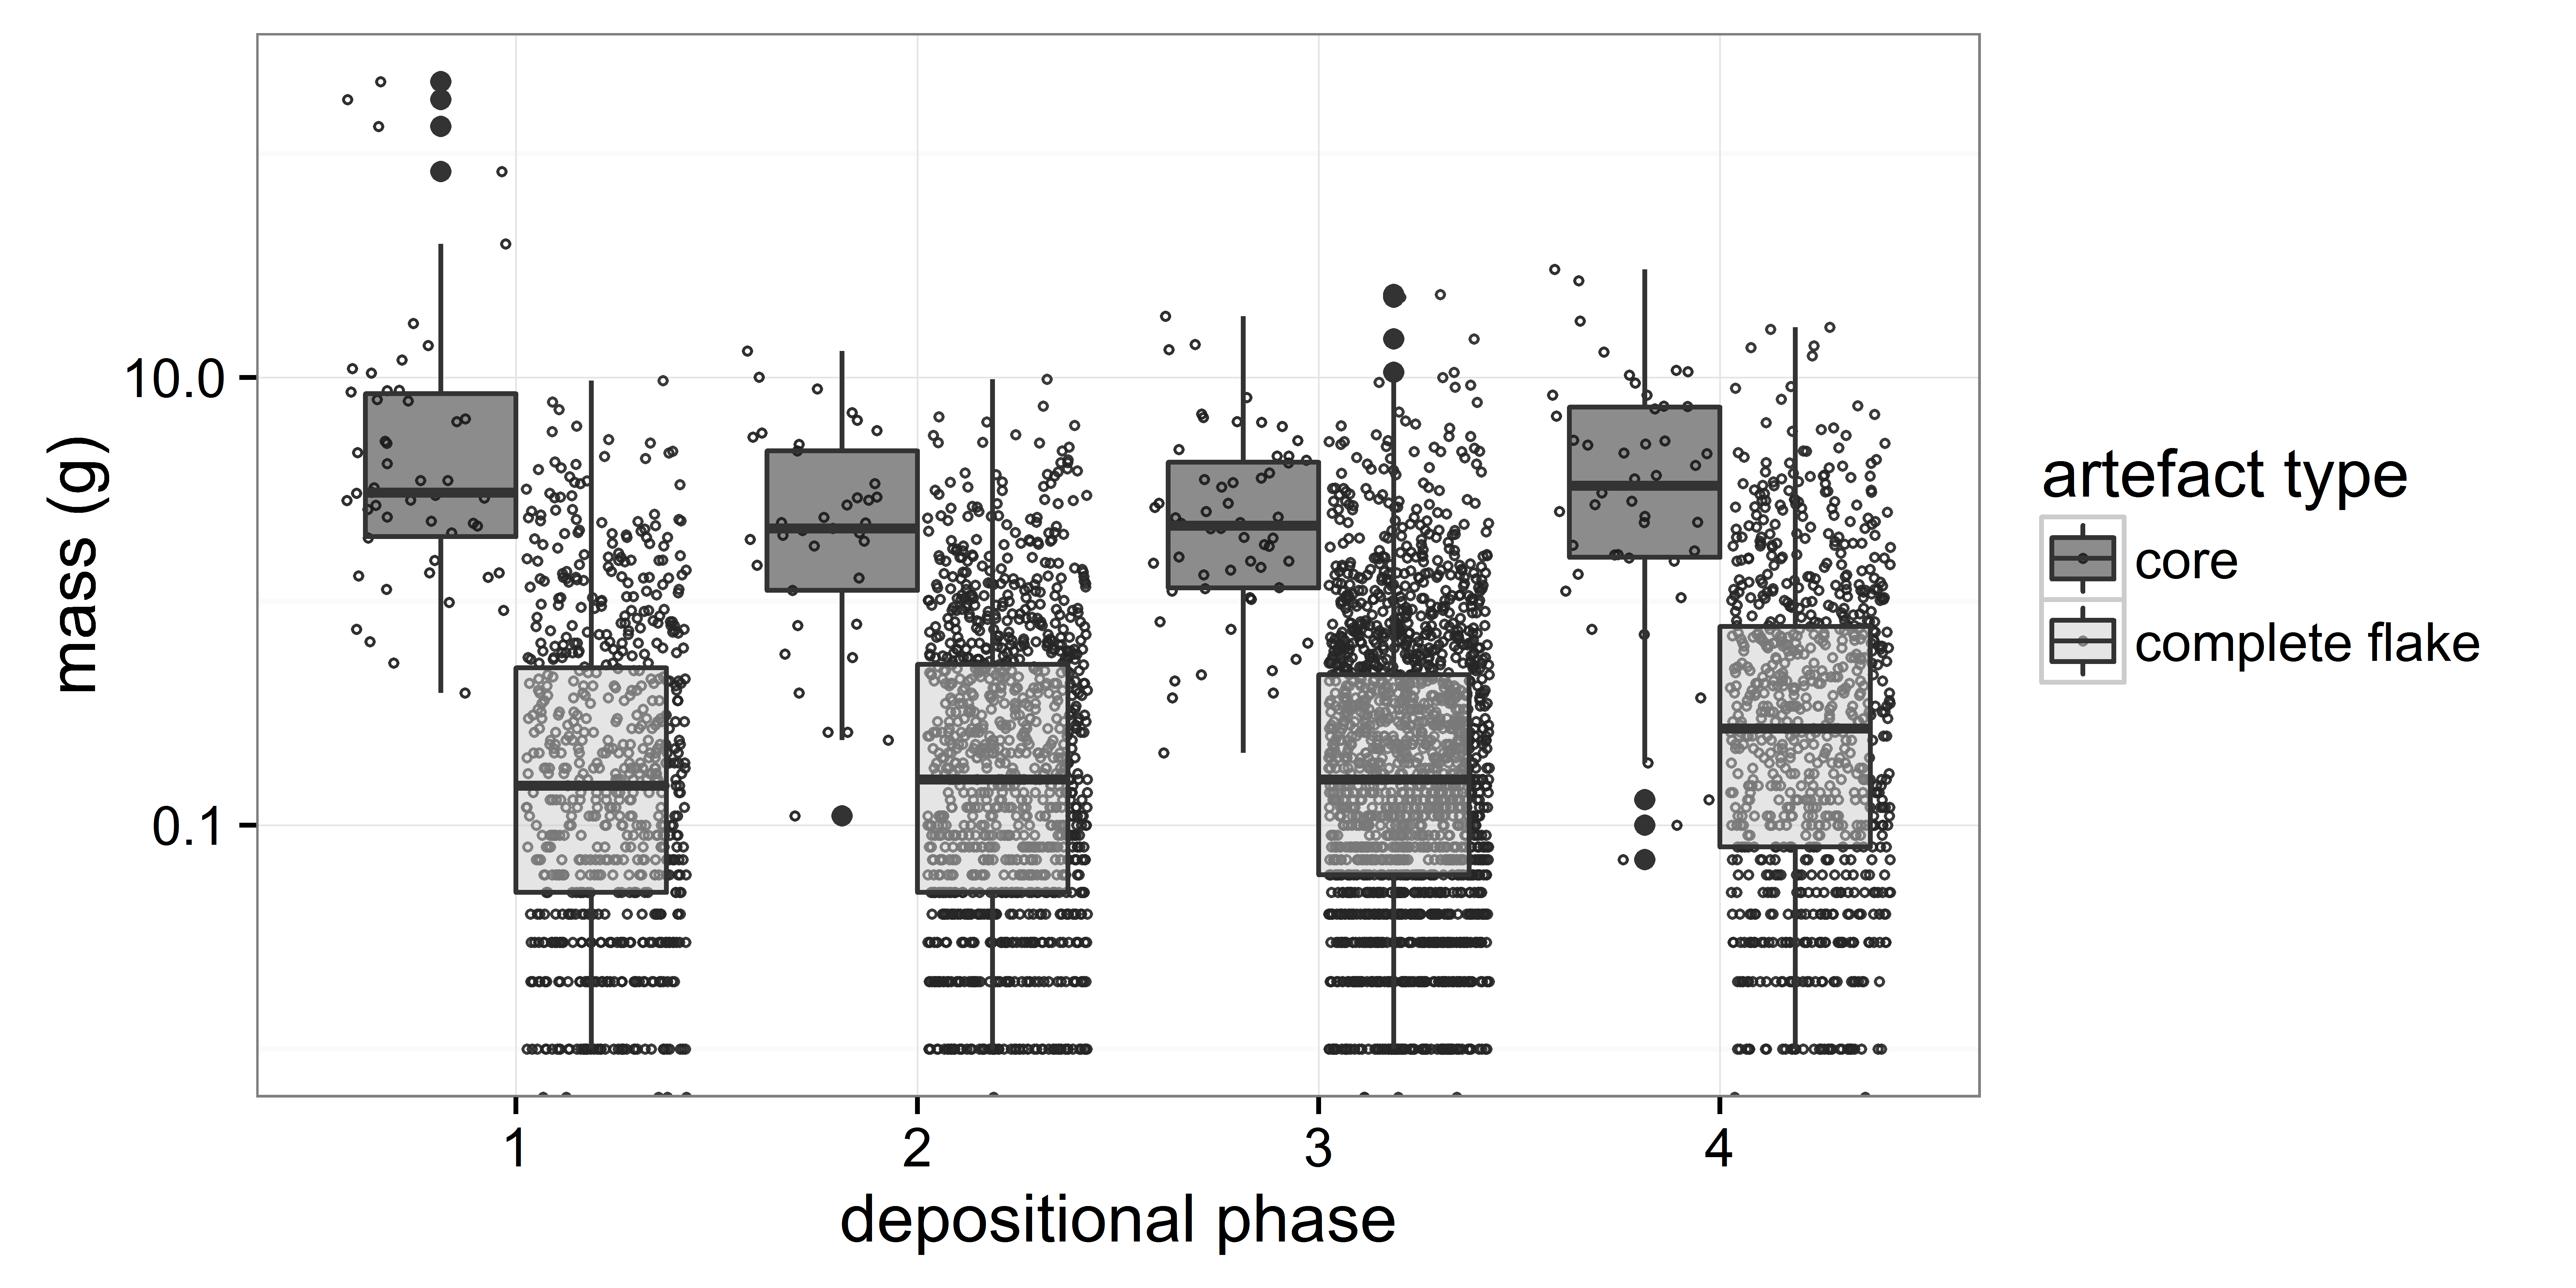 mass (g)
10.0
0.1
1 2 3 4
depositional phase
artefact type
core
complete flake